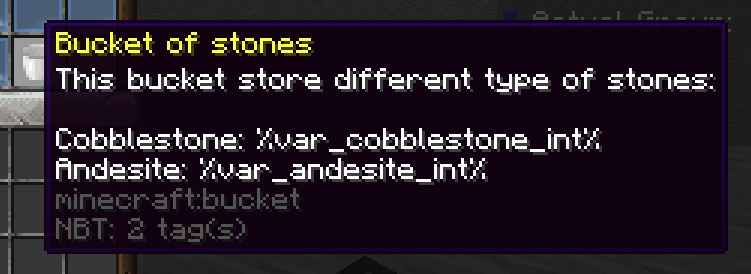 Bucket of stones
This bucket store different type of stones:
Cobblestone: %var_cobblestone_int%
Andesite: %var_andesite_int%
minecraft:bucket
NBT: 2 tag(s)